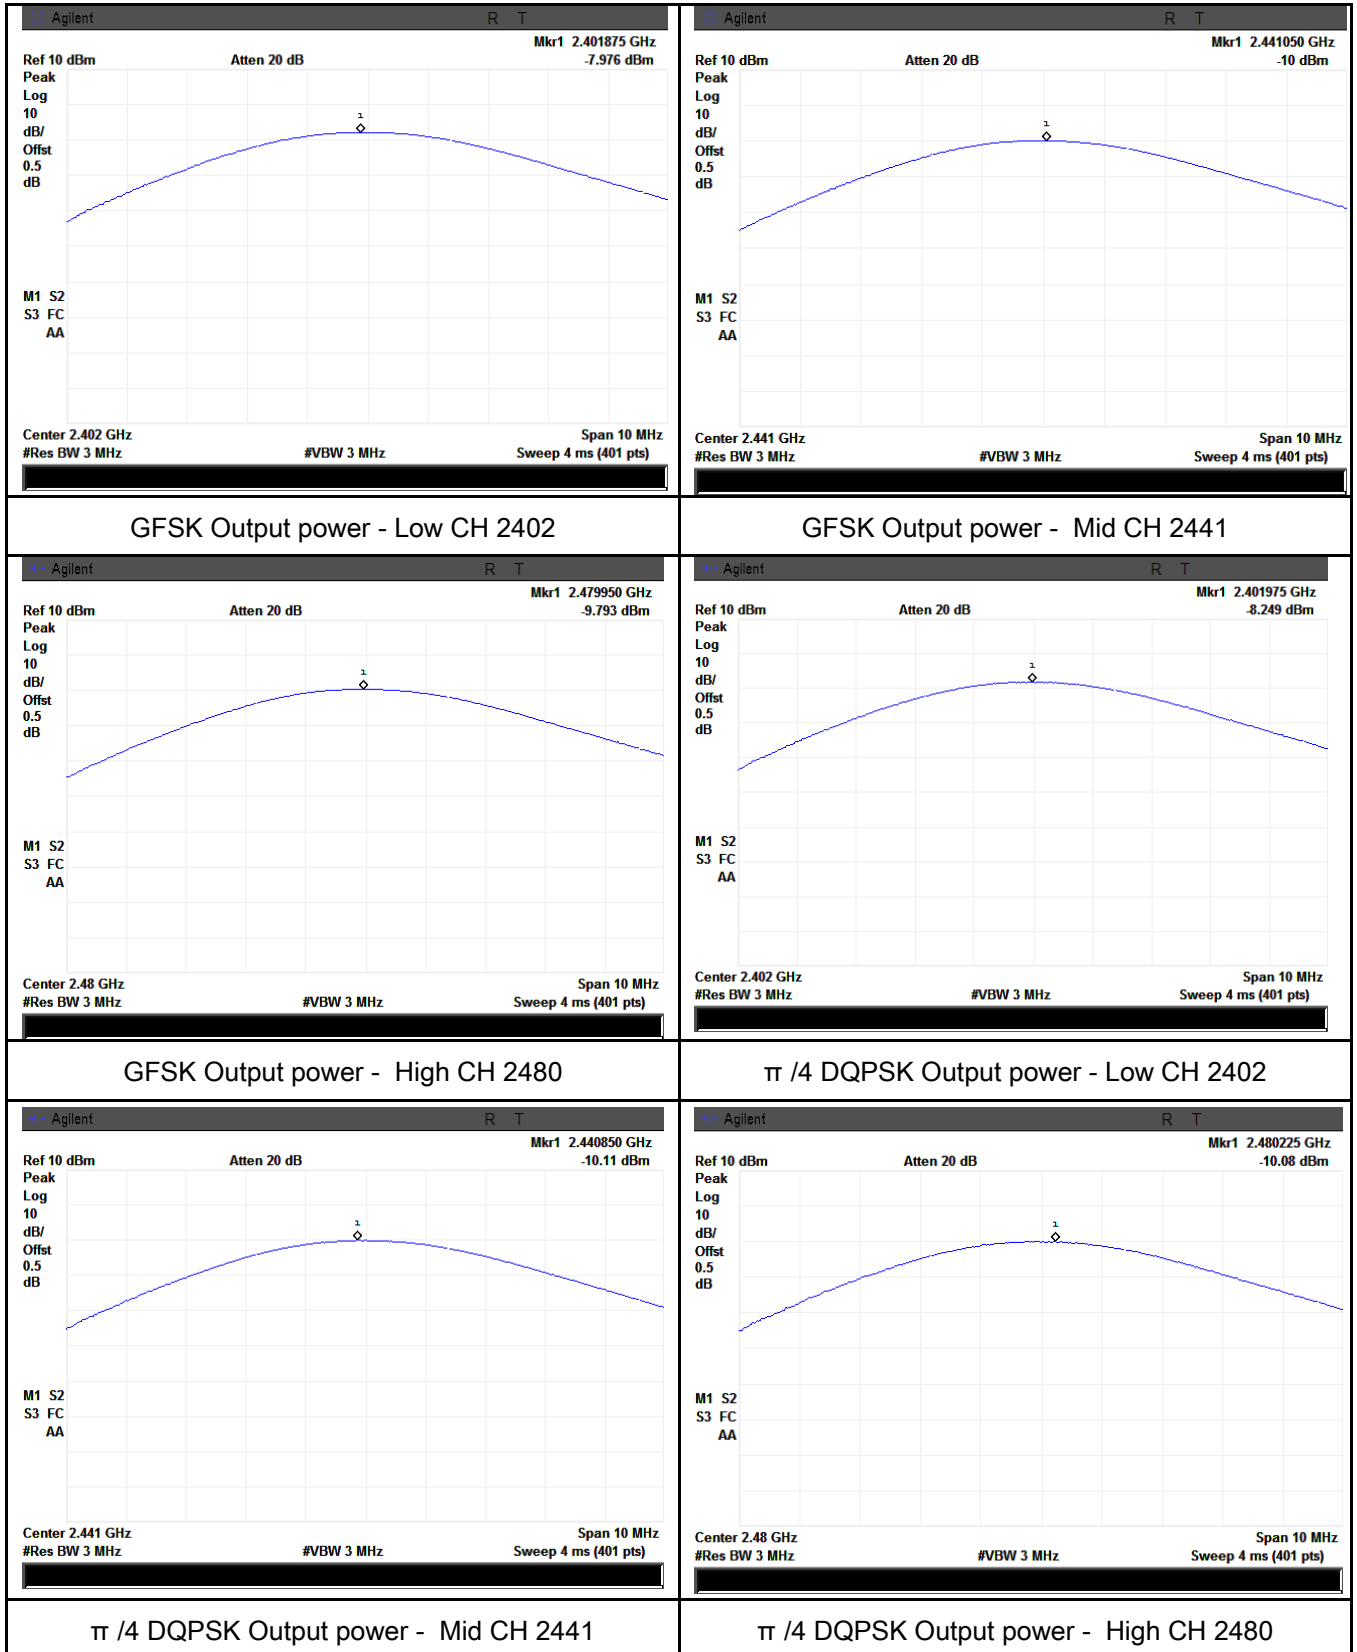 Agilent R T
Mkr1 2.401875 GHz
Ref 10 dBm Atten 20 dB -7.976 dBm
Peak
Log
10
dB/
Offst
0.5
dB
1
M1 S2
S3 FC
AA
Center 2.402 GHz Span 10 MHz
#Res BW 3 MHz #VBW 3 MHz Sweep 4 ms (401 pts)
GFSK Output power - Low CH 2402
Agilent R T
Mkr1 2.441050 GHz
Ref 10 dBm Atten 20 dB -10 dBm
Peak
Log
10
dB/
Offst
0.5
dB
1
M1 S2
S3 FC
AA
Center 2.441 GHz Span 10 MHz
#Res BW 3 MHz #VBW 3 MHz Sweep 4 ms (401 pts)
GFSK Output power - Mid CH 2441
Agilent R T
Mkr1 2.479950 GHz
Ref 10 dBm Atten 20 dB -9.793 dBm
Peak
Log
10
dB/
Offst
0.5
dB
1
M1 S2
S3 FC
AA
Center 2.48 GHz Span 10 MHz
#Res BW 3 MHz #VBW 3 MHz Sweep 4 ms (401 pts)
GFSK Output power - High CH 2480
Agilent R T
Mkr1 2.401975 GHz
Ref 10 dBm Atten 20 dB -8.249 dBm
Peak
Log
10
dB/
Offst
0.5
dB
1
M1 S2
S3 FC
AA
Center 2.402 GHz Span 10 MHz
#Res BW 3 MHz #VBW 3 MHz Sweep 4 ms (401 pts)
π /4 DQPSK Output power - Low CH 2402
Agilent R T
Mkr1 2.440850 GHz
Ref 10 dBm Atten 20 dB -10.11 dBm
Peak
Log
10
dB/
Offst
0.5
dB
1
M1 S2
S3 FC
AA
Center 2.441 GHz Span 10 MHz
#Res BW 3 MHz #VBW 3 MHz Sweep 4 ms (401 pts)
π /4 DQPSK Output power - Mid CH 2441
Agilent R T
Mkr1 2.480225 GHz
Ref 10 dBm Atten 20 dB -10.08 dBm
Peak
Log
10
dB/
Offst
0.5
dB
1
M1 S2
S3 FC
AA
Center 2.48 GHz Span 10 MHz
#Res BW 3 MHz #VBW 3 MHz Sweep 4 ms (401 pts)
π /4 DQPSK Output power - High CH 2480